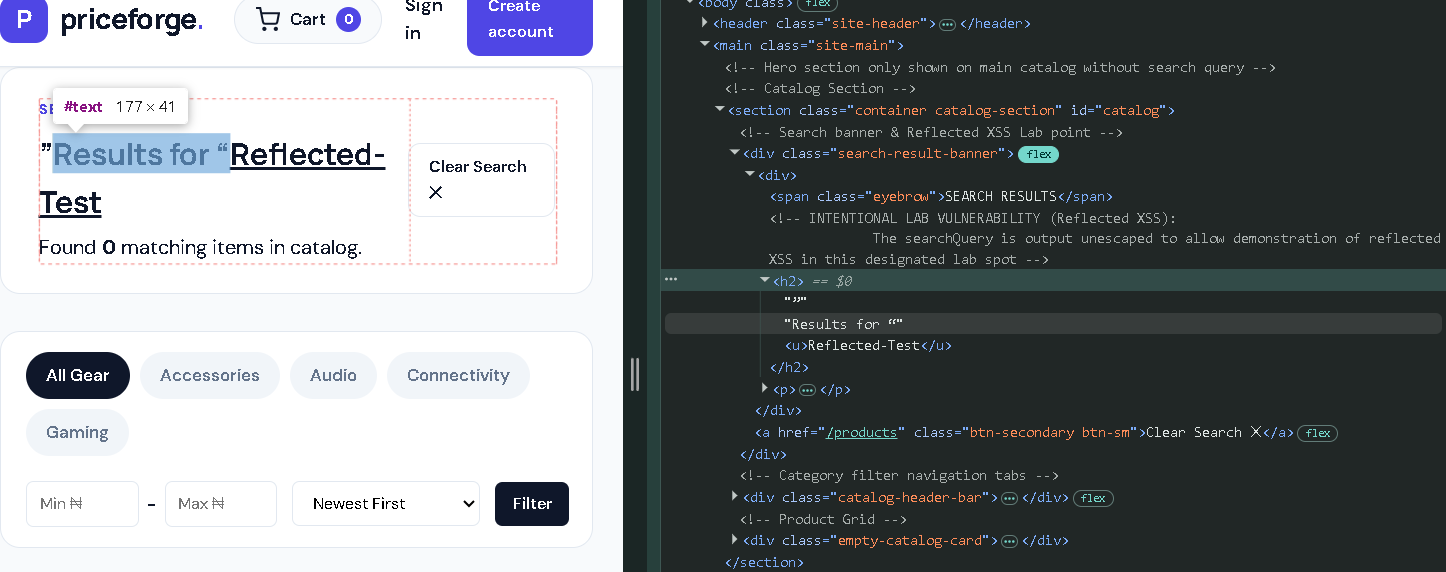 P priceforge. Cart 0 Sign in Create account
#text 177 × 41
SE
”Results for “Reflected-
Test
Found 0 matching items in catalog.
Clear Search
✕
All Gear Accessories Audio Connectivity
Gaming
Min ₦ – Max ₦ Newest First Filter
<body class> flex
<header class="site-header"> ⋯ </header>
<main class="site-main">
<!-- Hero section only shown on main catalog without search query -->
<!-- Catalog Section -->
<section class="container catalog-section" id="catalog">
<!-- Search banner & Reflected XSS Lab point -->
<div class="search-result-banner"> flex
<div>
<span class="eyebrow">SEARCH RESULTS</span>
<!-- INTENTIONAL LAB VULNERABILITY (Reflected XSS):
The searchQuery is output unescaped to allow demonstration of reflected
XSS in this designated lab spot -->
⋯ <h2> == $0
"”"
"Results for “"
<u>Reflected-Test</u>
</h2>
<p> ⋯ </p>
</div>
<a href="/products" class="btn-secondary btn-sm">Clear Search ✕</a> flex
</div>
<!-- Category filter navigation tabs -->
<div class="catalog-header-bar"> ⋯ </div> flex
<!-- Product Grid -->
<div class="empty-catalog-card"> ⋯ </div>
</section>